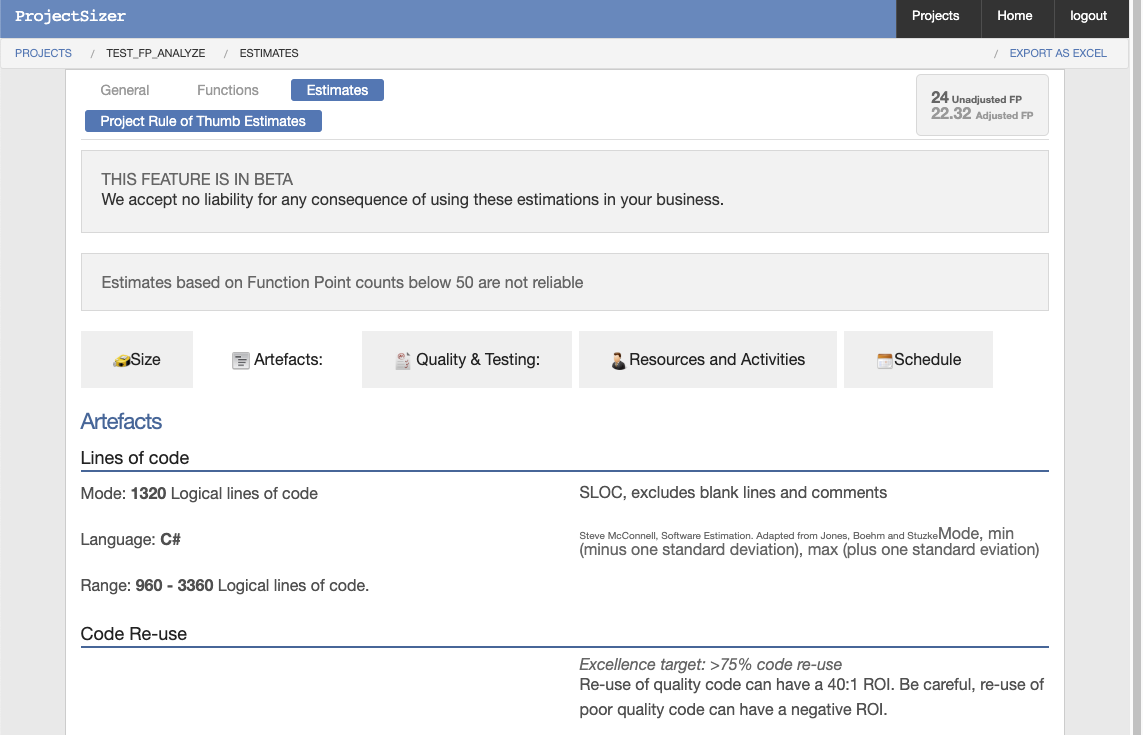 ProjectSizer
Projects
Home
logout
PROJECTS / TEST_FP_ANALYZE / ESTIMATES
/ EXPORT AS EXCEL
General
Functions
Estimates
Project Rule of Thumb Estimates
24 Unadjusted FP
22.32 Adjusted FP
THIS FEATURE IS IN BETA
We accept no liability for any consequence of using these estimations in your business.
Estimates based on Function Point counts below 50 are not reliable
Size
Artefacts:
Quality & Testing:
Resources and Activities
Schedule
Artefacts
Lines of code
Mode: 1320 Logical lines of code
SLOC, excludes blank lines and comments
Language: C#
Steve McConnell, Software Estimation. Adapted from Jones, Boehm and StuzkeMode, min
(minus one standard deviation), max (plus one standard eviation)
Range: 960 - 3360 Logical lines of code.
Code Re-use
Excellence target: >75% code re-use
Re-use of quality code can have a 40:1 ROI. Be careful, re-use of
poor quality code can have a negative ROI.